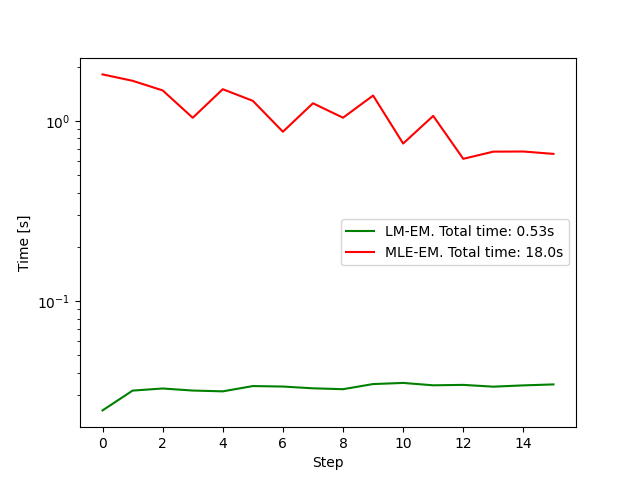 10⁰
10⁻¹
Time [s]
LM-EM. Total time: 0.53s
MLE-EM. Total time: 18.0s
0 2 4 6 8 10 12 14
Step